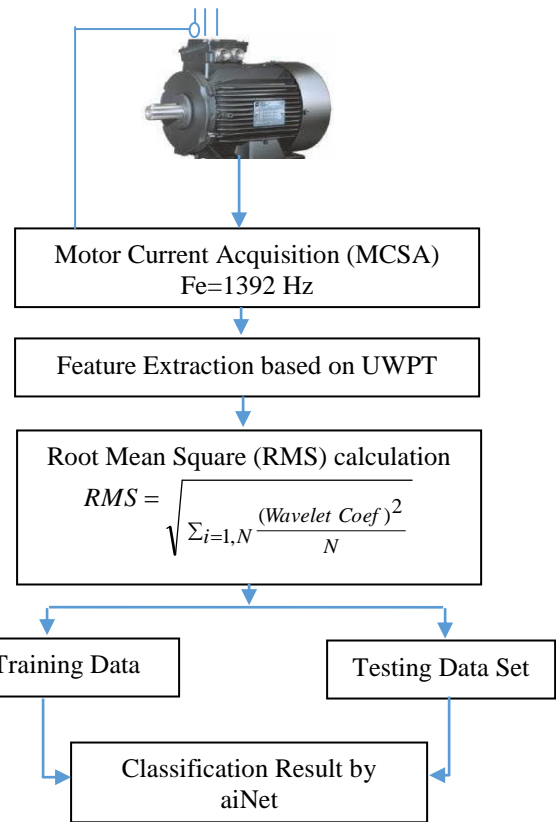 Motor Current Acquisition (MCSA)
Fe=1392 Hz
Feature Extraction based on UWPT
Root Mean Square (RMS) calculation
RMS = √(Σi=1,N (Wavelet Coef)² / N)
Training Data
Testing Data Set
Classification Result by
aiNet